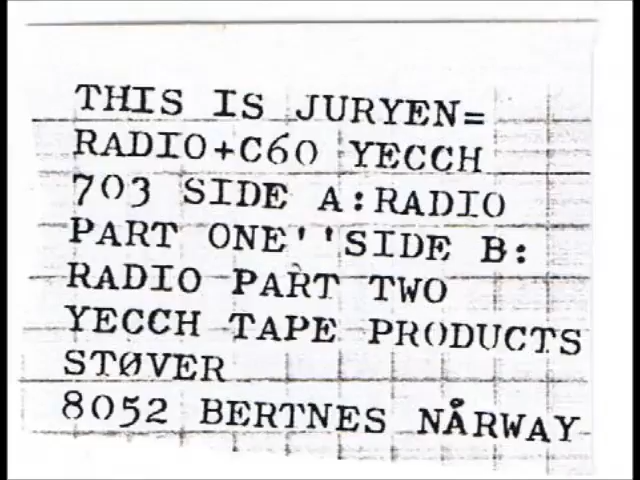 THIS IS JURYEN=
RADIO+C60 YECCH
703 SIDE A:RADIO
PART ONE''SIDE B:
RADIO PART TWO
YECCH TAPE PRODUCTS
STØVER
8052 BERTNES NÅRWAY